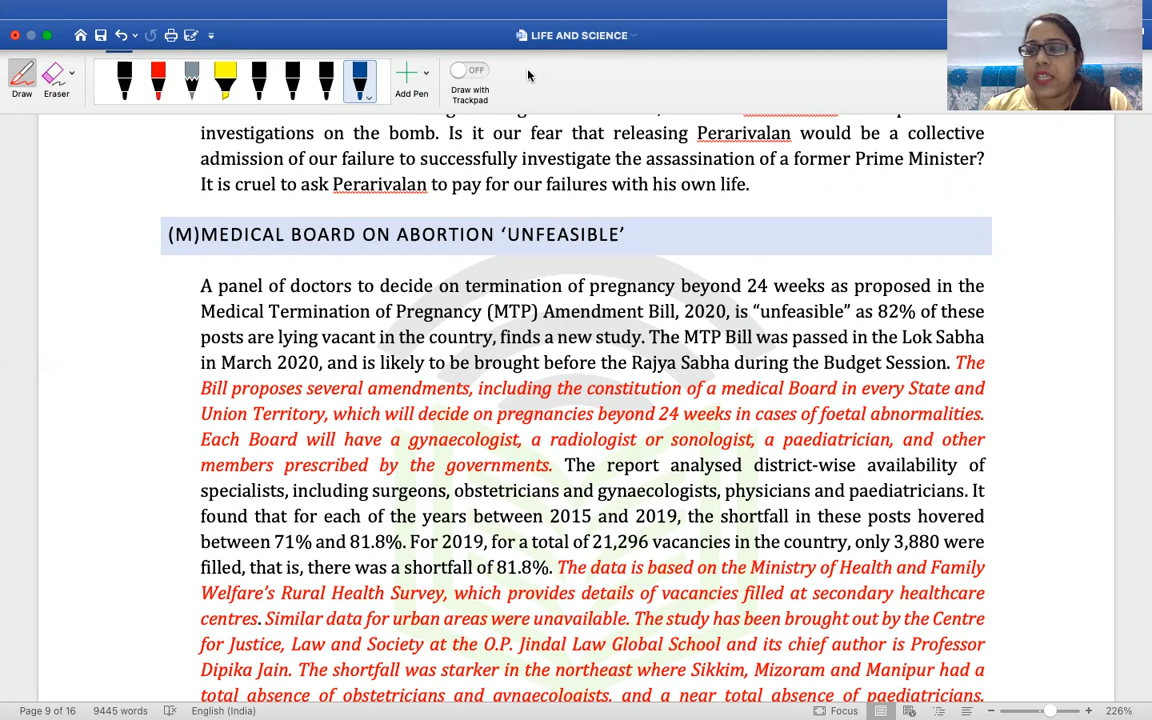 LIFE AND SCIENCE
OFF
Draw
Eraser
Add Pen
Draw with
Trackpad
investigations on the bomb. Is it our fear that releasing Perarivalan would be a collective
admission of our failure to successfully investigate the assassination of a former Prime Minister?
It is cruel to ask Perarivalan to pay for our failures with his own life.
(M)MEDICAL BOARD ON ABORTION ‘UNFEASIBLE’
A panel of doctors to decide on termination of pregnancy beyond 24 weeks as proposed in the
Medical Termination of Pregnancy (MTP) Amendment Bill, 2020, is “unfeasible” as 82% of these
posts are lying vacant in the country, finds a new study. The MTP Bill was passed in the Lok Sabha
in March 2020, and is likely to be brought before the Rajya Sabha during the Budget Session. The
Bill proposes several amendments, including the constitution of a medical Board in every State and
Union Territory, which will decide on pregnancies beyond 24 weeks in cases of foetal abnormalities.
Each Board will have a gynaecologist, a radiologist or sonologist, a paediatrician, and other
members prescribed by the governments. The report analysed district-wise availability of
specialists, including surgeons, obstetricians and gynaecologists, physicians and paediatricians. It
found that for each of the years between 2015 and 2019, the shortfall in these posts hovered
between 71% and 81.8%. For 2019, for a total of 21,296 vacancies in the country, only 3,880 were
filled, that is, there was a shortfall of 81.8%. The data is based on the Ministry of Health and Family
Welfare’s Rural Health Survey, which provides details of vacancies filled at secondary healthcare
centres. Similar data for urban areas were unavailable. The study has been brought out by the Centre
for Justice, Law and Society at the O.P. Jindal Law Global School and its chief author is Professor
Dipika Jain. The shortfall was starker in the northeast where Sikkim, Mizoram and Manipur had a
total absence of obstetricians and gynaecologists, and a near total absence of paediatricians.
Page 9 of 16
9445 words
English (India)
Focus
226%